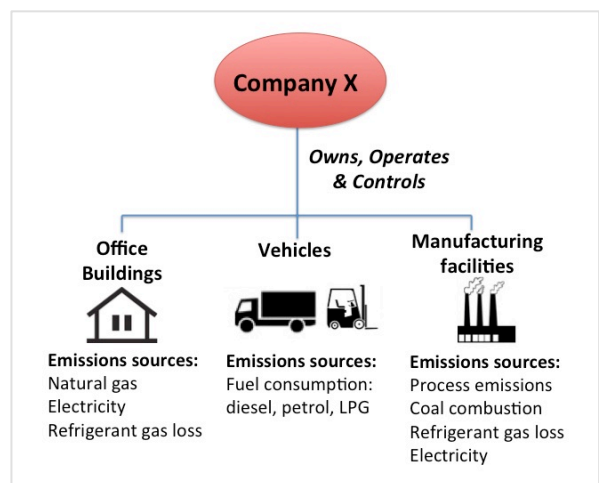 Company X
Owns, Operates
& Controls
Office
Buildings
Emissions sources:
Natural gas
Electricity
Refrigerant gas loss
Vehicles
Emissions sources:
Fuel consumption:
diesel, petrol, LPG
Manufacturing
facilities
Emissions sources:
Process emissions
Coal combustion
Refrigerant gas loss
Electricity